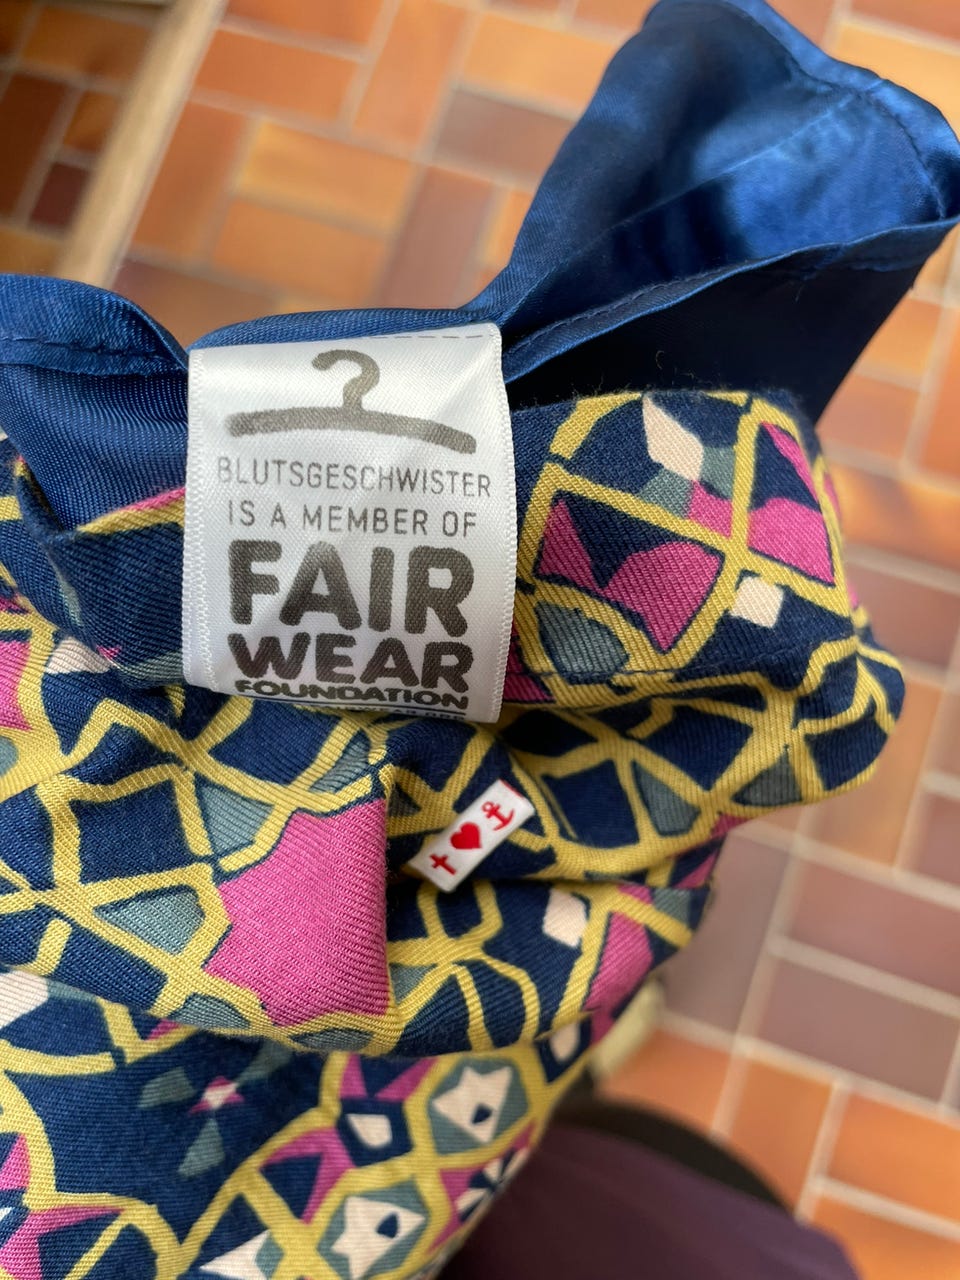 BLUTSGESCHWISTER
IS A MEMBER OF
FAIR
WEAR
FOUNDATION